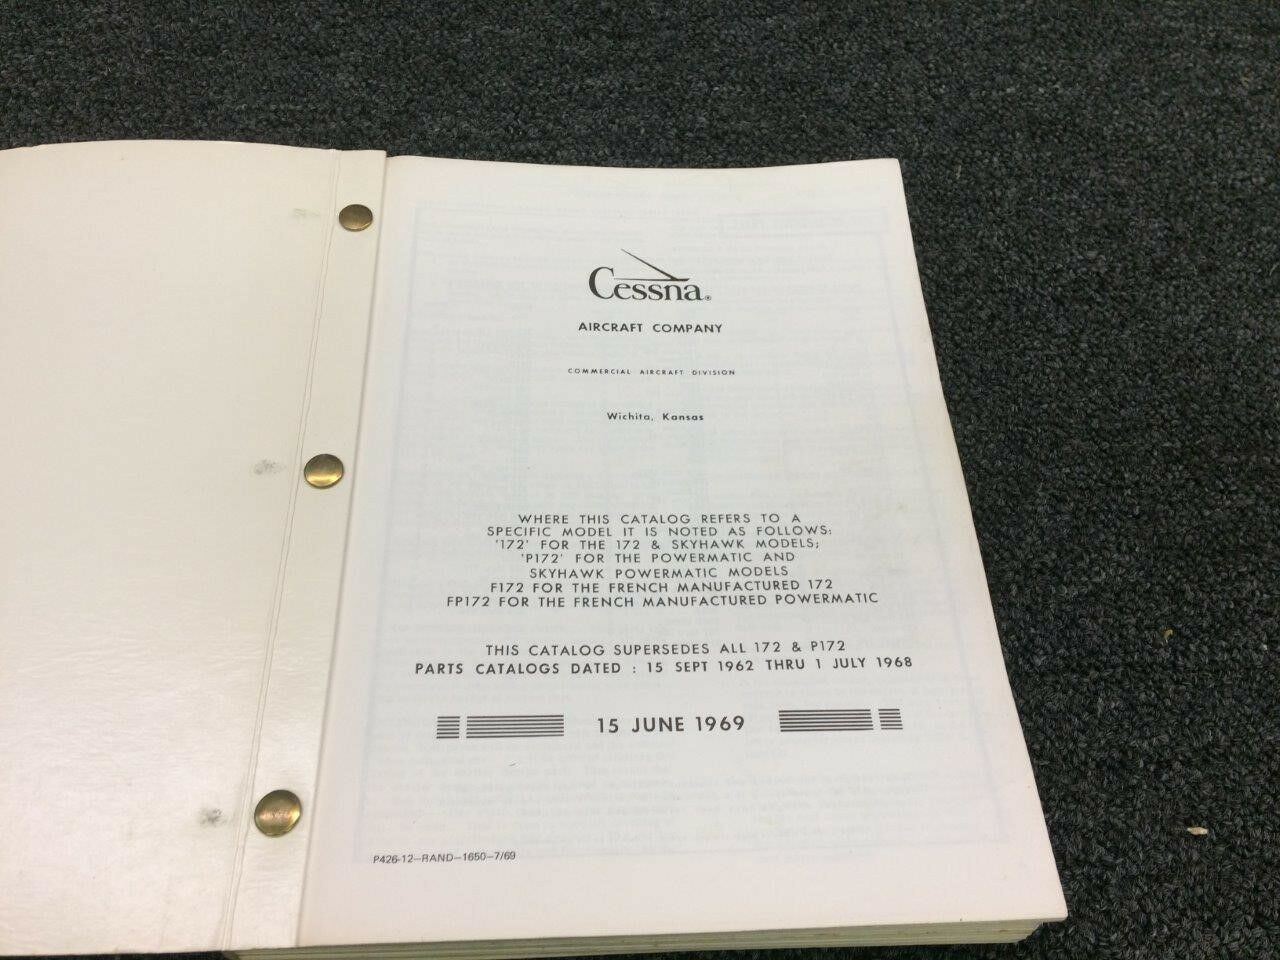 Cessna®
AIRCRAFT COMPANY
COMMERCIAL AIRCRAFT DIVISION
Wichita, Kansas
WHERE THIS CATALOG REFERS TO A
SPECIFIC MODEL IT IS NOTED AS FOLLOWS:
'172' FOR THE 172 & SKYHAWK MODELS;
'P172' FOR THE POWERMATIC AND
SKYHAWK POWERMATIC MODELS
F172 FOR THE FRENCH MANUFACTURED 172
FP172 FOR THE FRENCH MANUFACTURED POWERMATIC
THIS CATALOG SUPERSEDES ALL 172 & P172
PARTS CATALOGS DATED : 15 SEPT 1962 THRU 1 JULY 1968
15 JUNE 1969
P426-12—RAND—1650—7/69